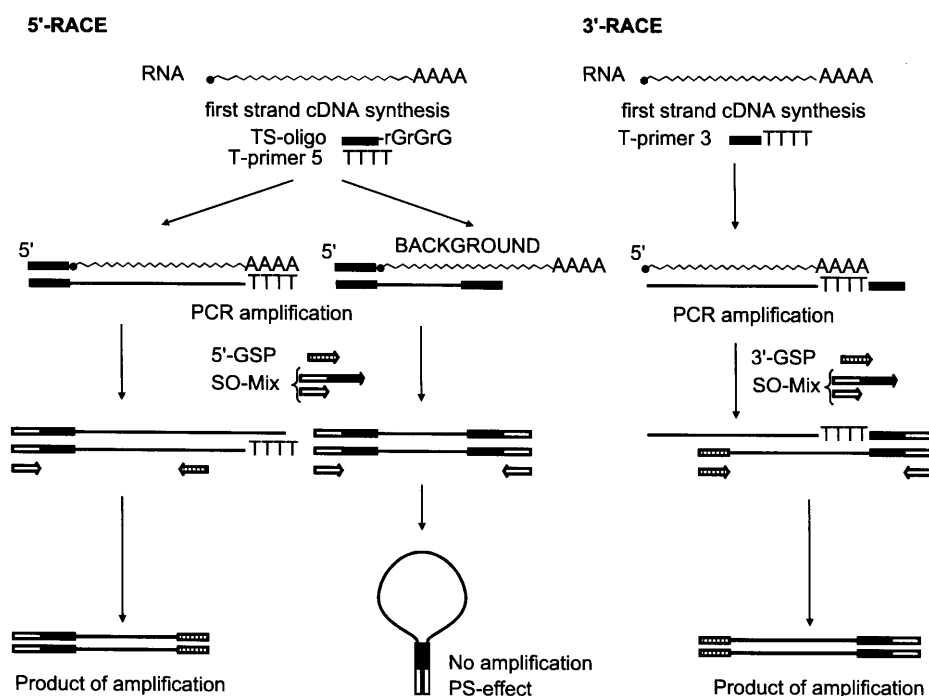 5'-RACE
3'-RACE
RNA AAAA
RNA AAAA
first strand cDNA synthesis
first strand cDNA synthesis
TS-oligo -rGrGrG
T-primer 5 TTTT
T-primer 3 TTTT
5' AAAA
TTTT
5' BACKGROUND
AAAA
5' AAAA
TTTT
PCR amplification
PCR amplification
5'-GSP
SO-Mix
3'-GSP
SO-Mix
TTTT
TTTT
No amplification
PS-effect
Product of amplification
Product of amplification